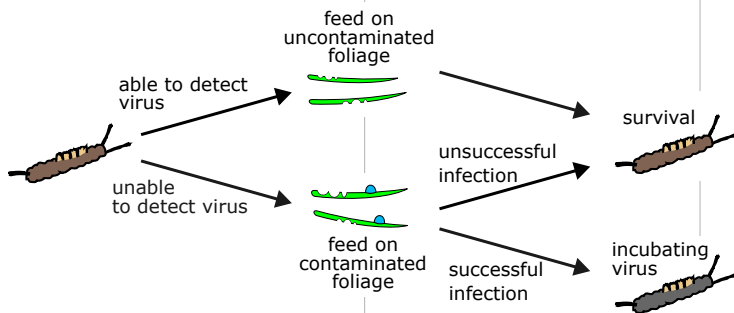 feed on
uncontaminated
foliage
able to detect
virus
survival
unsuccessful
infection
unable
to detect virus
feed on
contaminated
foliage
successful
infection
incubating
virus